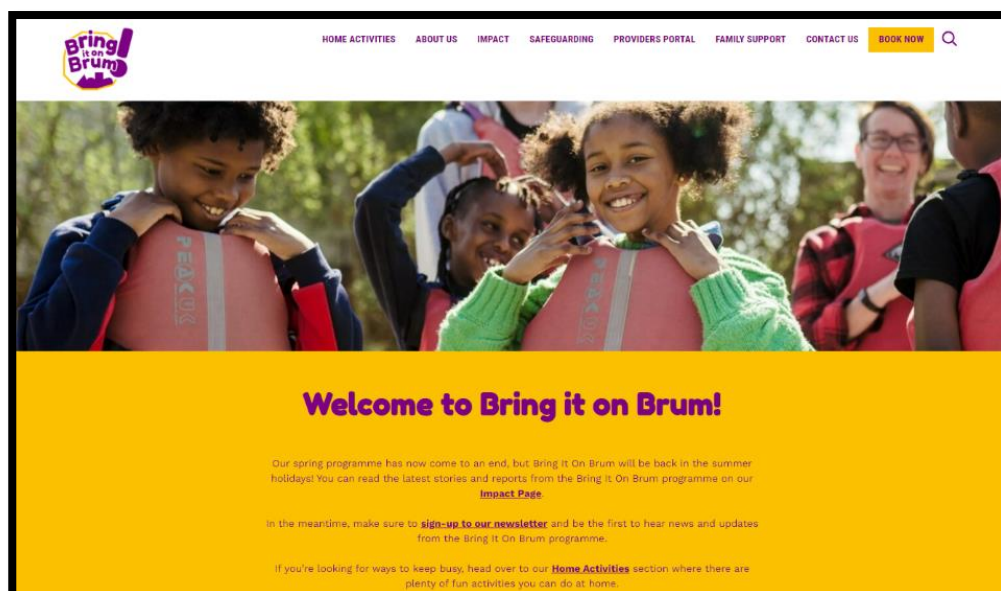 Bring
it on
Brum!
HOME ACTIVITIES ABOUT US IMPACT SAFEGUARDING PROVIDERS PORTAL FAMILY SUPPORT CONTACT US BOOK NOW
PEAK UK
PEAK UK
Welcome to Bring it on Brum!
Our spring programme has now come to an end, but Bring It On Brum will be back in the summer
holidays! You can read the latest stories and reports from the Bring It On Brum programme on our
Impact Page.
In the meantime, make sure to sign-up to our newsletter and be the first to hear news and updates
from the Bring It On Brum programme.
If you're looking for ways to keep busy, head over to our Home Activities section where there are
plenty of fun activities you can do at home.